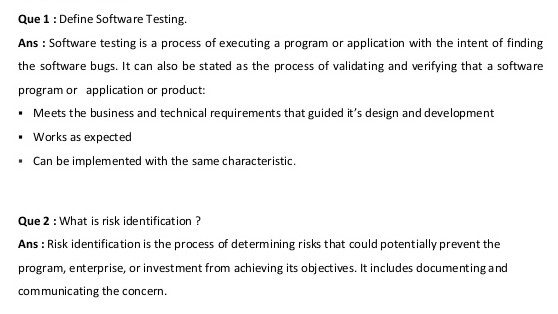 Que 1 : Define Software Testing.
Ans : Software testing is a process of executing a program or application with the intent of finding
the software bugs. It can also be stated as the process of validating and verifying that a software
program or application or product:
▪ Meets the business and technical requirements that guided it's design and development
▪ Works as expected
▪ Can be implemented with the same characteristic.
Que 2 : What is risk identification ?
Ans : Risk identification is the process of determining risks that could potentially prevent the
program, enterprise, or investment from achieving its objectives. It includes documenting and
communicating the concern.